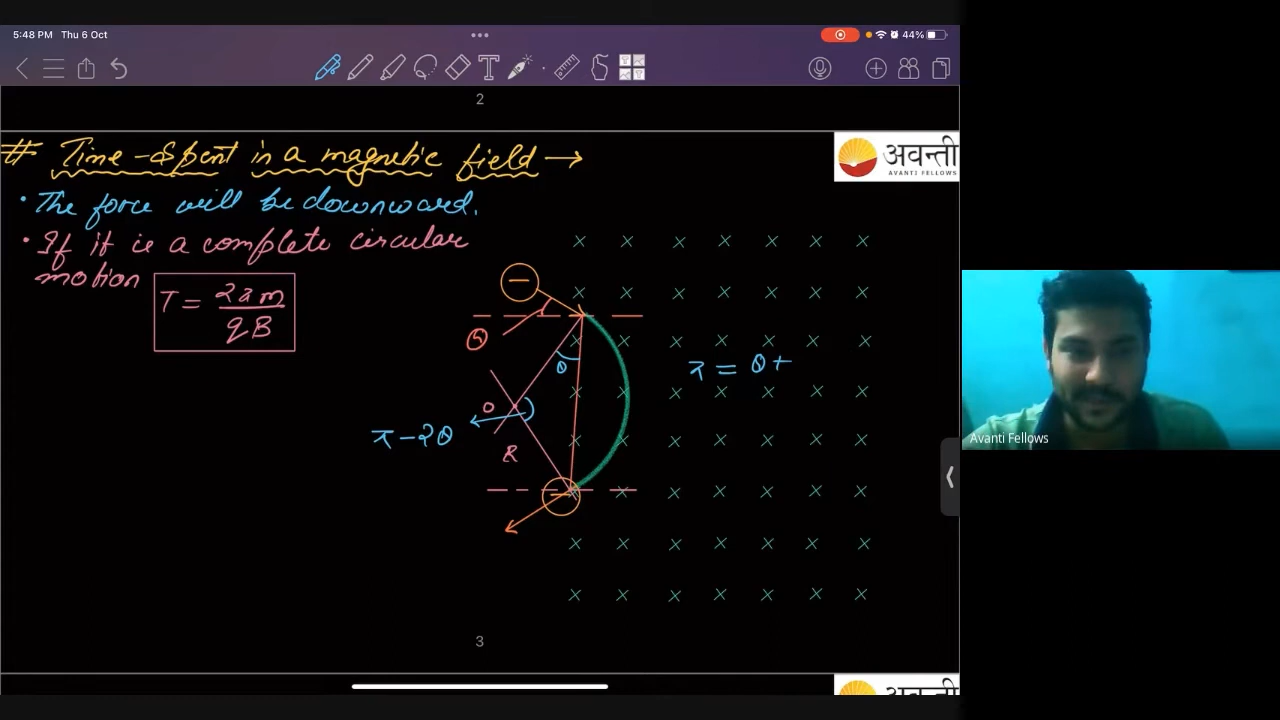 5:48 PM Thu 6 Oct
44%
2
# Time-Spent in a magnetic field →
अवन्ती
AVANTI FELLOWS
• The force will be downward.
• If it is a complete circular
motion T = 2πm / qB
−
θ
θ
π = θ +
O
π − 2θ
R
−
Avanti Fellows
3
अवन्ती